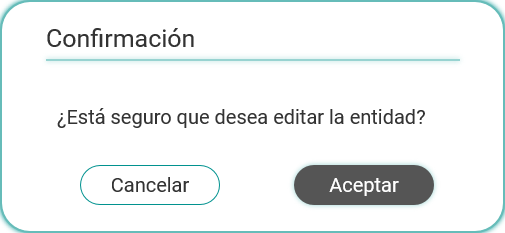 Confirmación
¿Está seguro que desea editar la entidad?
Cancelar
Aceptar